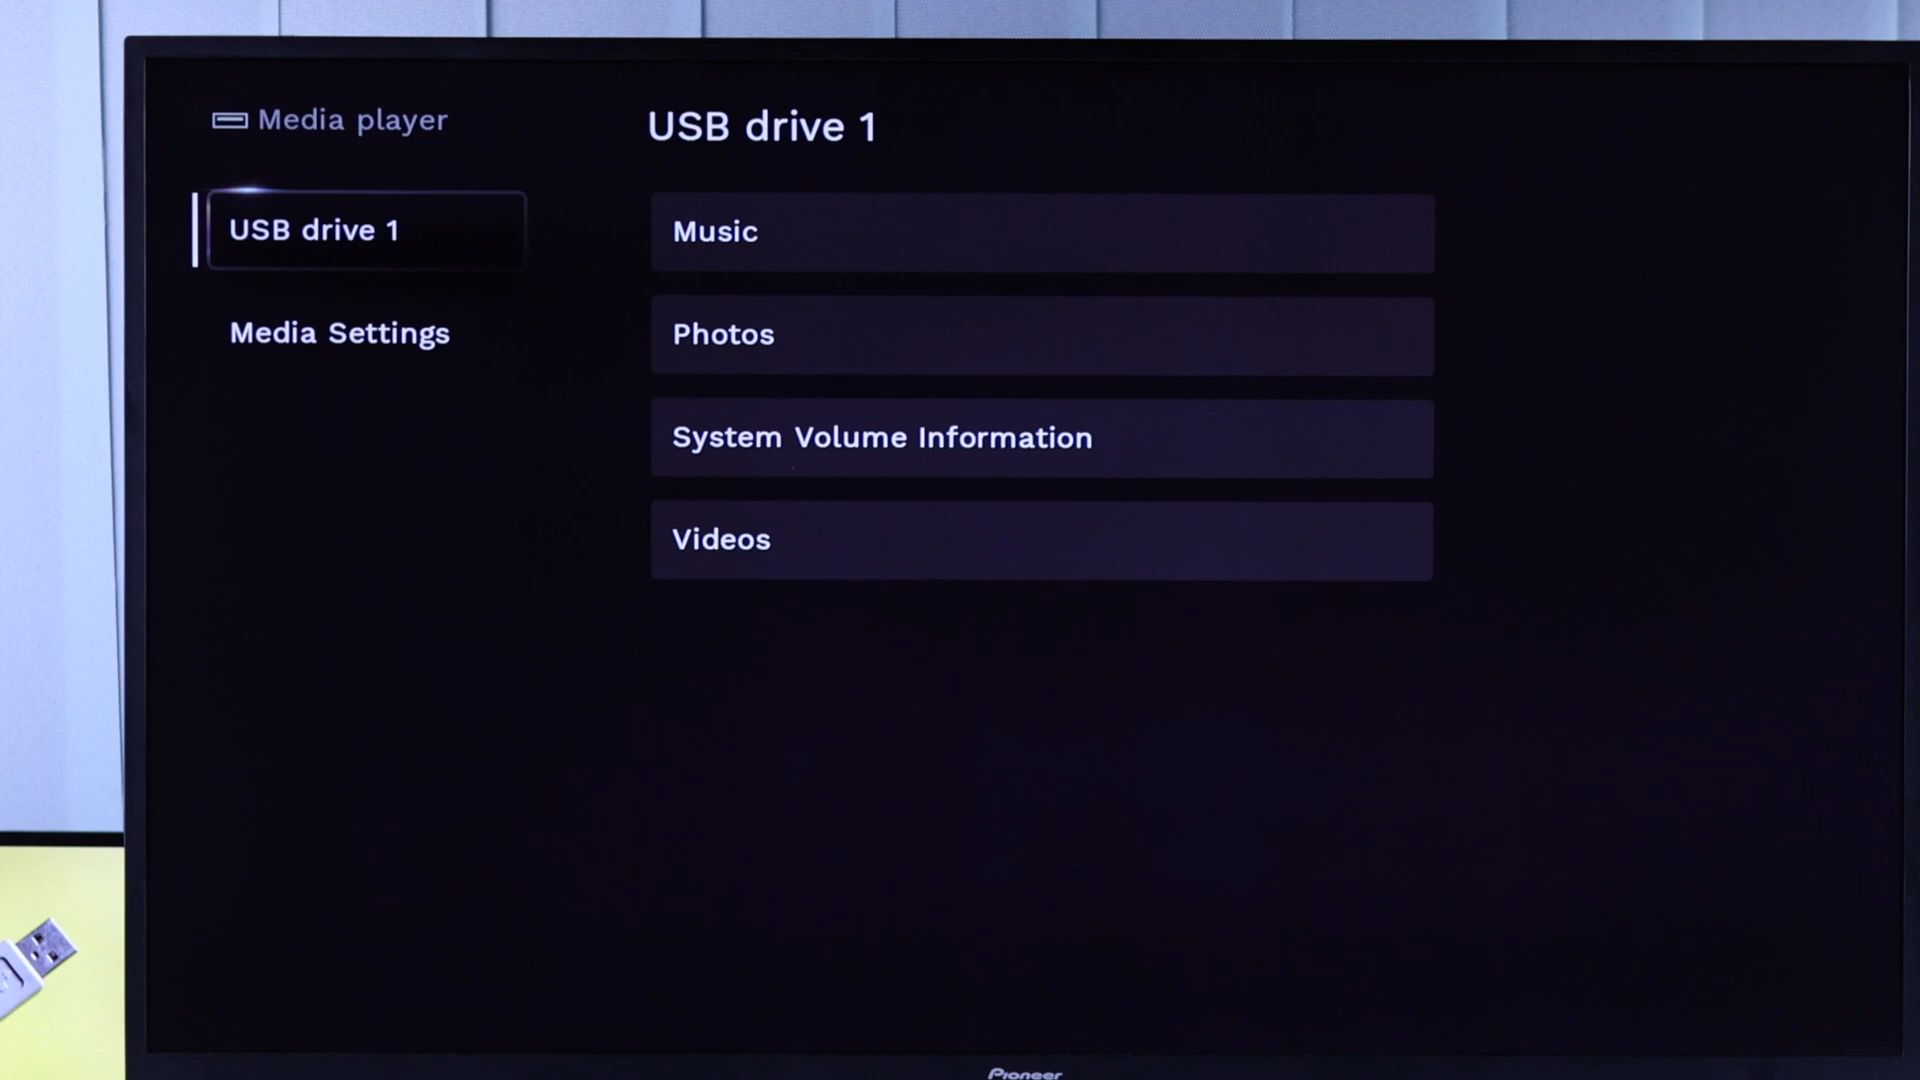 Media player
USB drive 1
USB drive 1
Media Settings
Music
Photos
System Volume Information
Videos
Pioneer